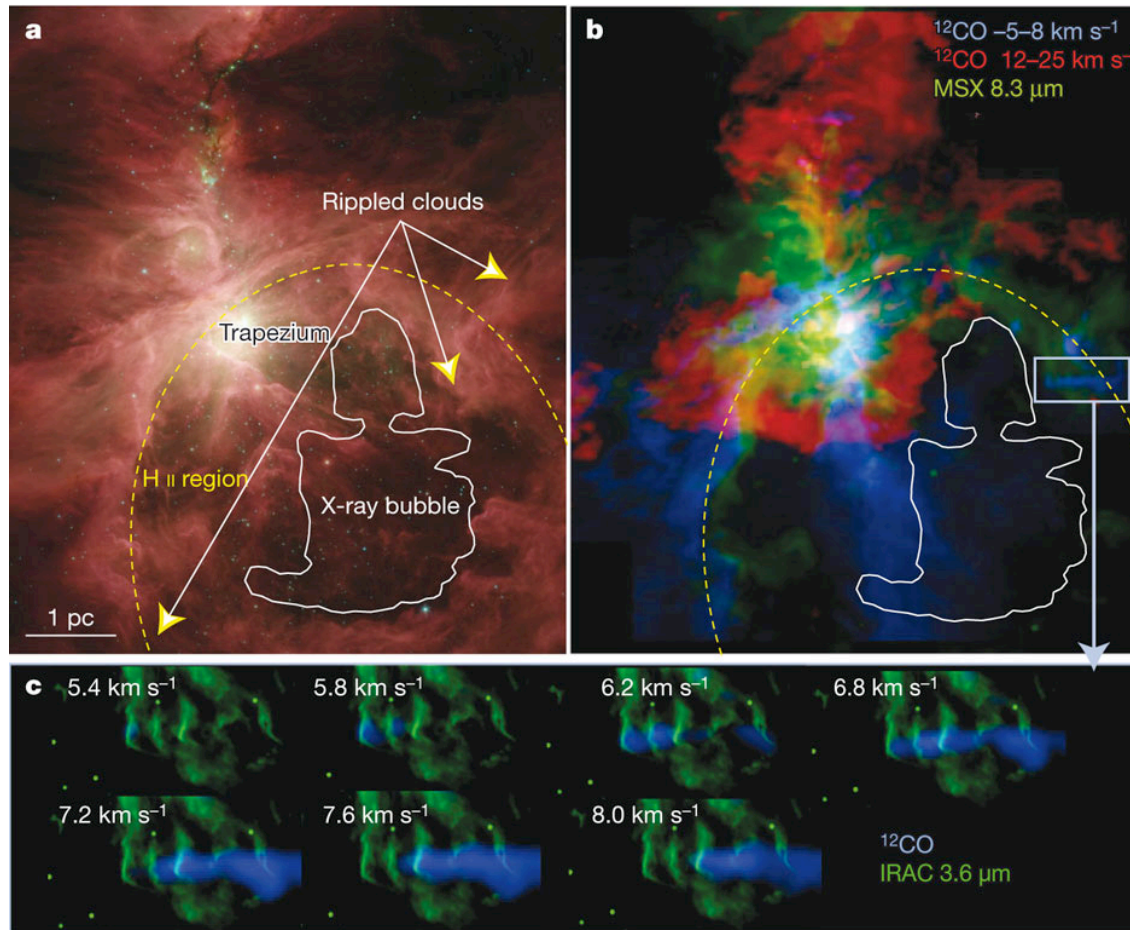 a
Rippled clouds
Trapezium
H II region
X-ray bubble
1 pc
b
¹²CO –5–8 km s⁻¹
¹²CO 12–25 km s⁻
MSX 8.3 µm
c
5.4 km s⁻¹
5.8 km s⁻¹
6.2 km s⁻¹
6.8 km s⁻¹
7.2 km s⁻¹
7.6 km s⁻¹
8.0 km s⁻¹
¹²CO
IRAC 3.6 µm